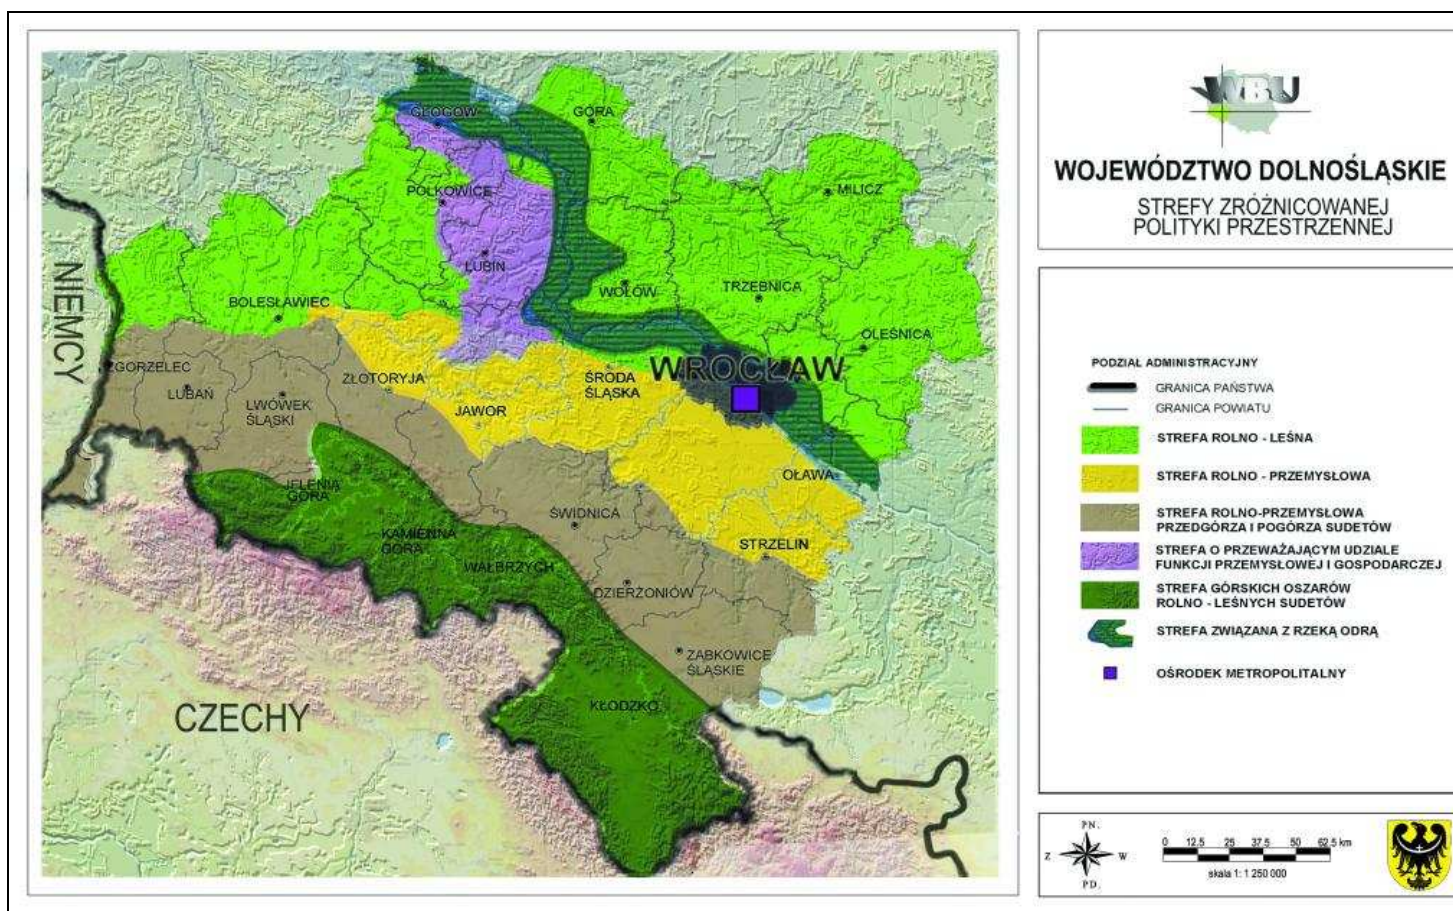 GŁOGÓW
GÓRA
POLKOWICE
MILICZ
LUBIN
WOŁÓW
TRZEBNICA
BOLESŁAWIEC
OLEŚNICA
NIEMCY
ZGORZELEC
LUBAŃ
LWÓWEK
ŚLĄSKI
ZŁOTORYJA
JAWOR
ŚRODA
ŚLĄSKA
WROCŁAW
OŁAWA
JELENIA
GÓRA
KAMIENNA
GÓRA
WAŁBRZYCH
ŚWIDNICA
STRZELIN
DZIERŻONIÓW
ZĄBKOWICE
ŚLĄSKIE
KŁODZKO
CZECHY
WBU
WOJEWÓDZTWO DOLNOŚLĄSKIE
STREFY ZRÓŻNICOWANEJ
POLITYKI PRZESTRZENNEJ
PODZIAŁ ADMINISTRACYJNY
GRANICA PAŃSTWA
GRANICA POWIATU
STREFA ROLNO - LEŚNA
STREFA ROLNO - PRZEMYSŁOWA
STREFA ROLNO-PRZEMYSŁOWA
PRZEDGÓRZA I POGÓRZA SUDETÓW
STREFA O PRZEWAŻAJĄCYM UDZIALE
FUNKCJI PRZEMYSŁOWEJ I GOSPODARCZEJ
STREFA GÓRSKICH OSZARÓW
ROLNO - LEŚNYCH SUDETÓW
STREFA ZWIĄZANA Z RZEKĄ ODRĄ
OŚRODEK METROPOLITALNY
PN.
Z W
PD.
0 12.5 25 37.5 50 62.5 km
skala 1: 1 250 000